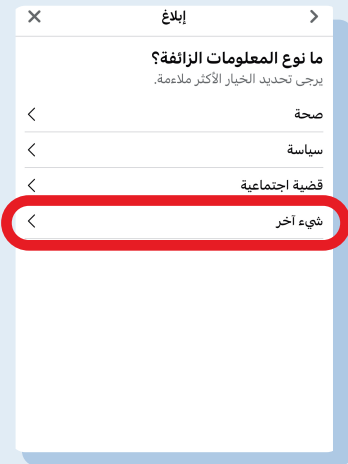 إبلاغ
ما نوع المعلومات الزائفة؟
يرجى تحديد الخيار الأكثر ملاءمة.
صحة
سياسة
قضية اجتماعية
شيء آخر